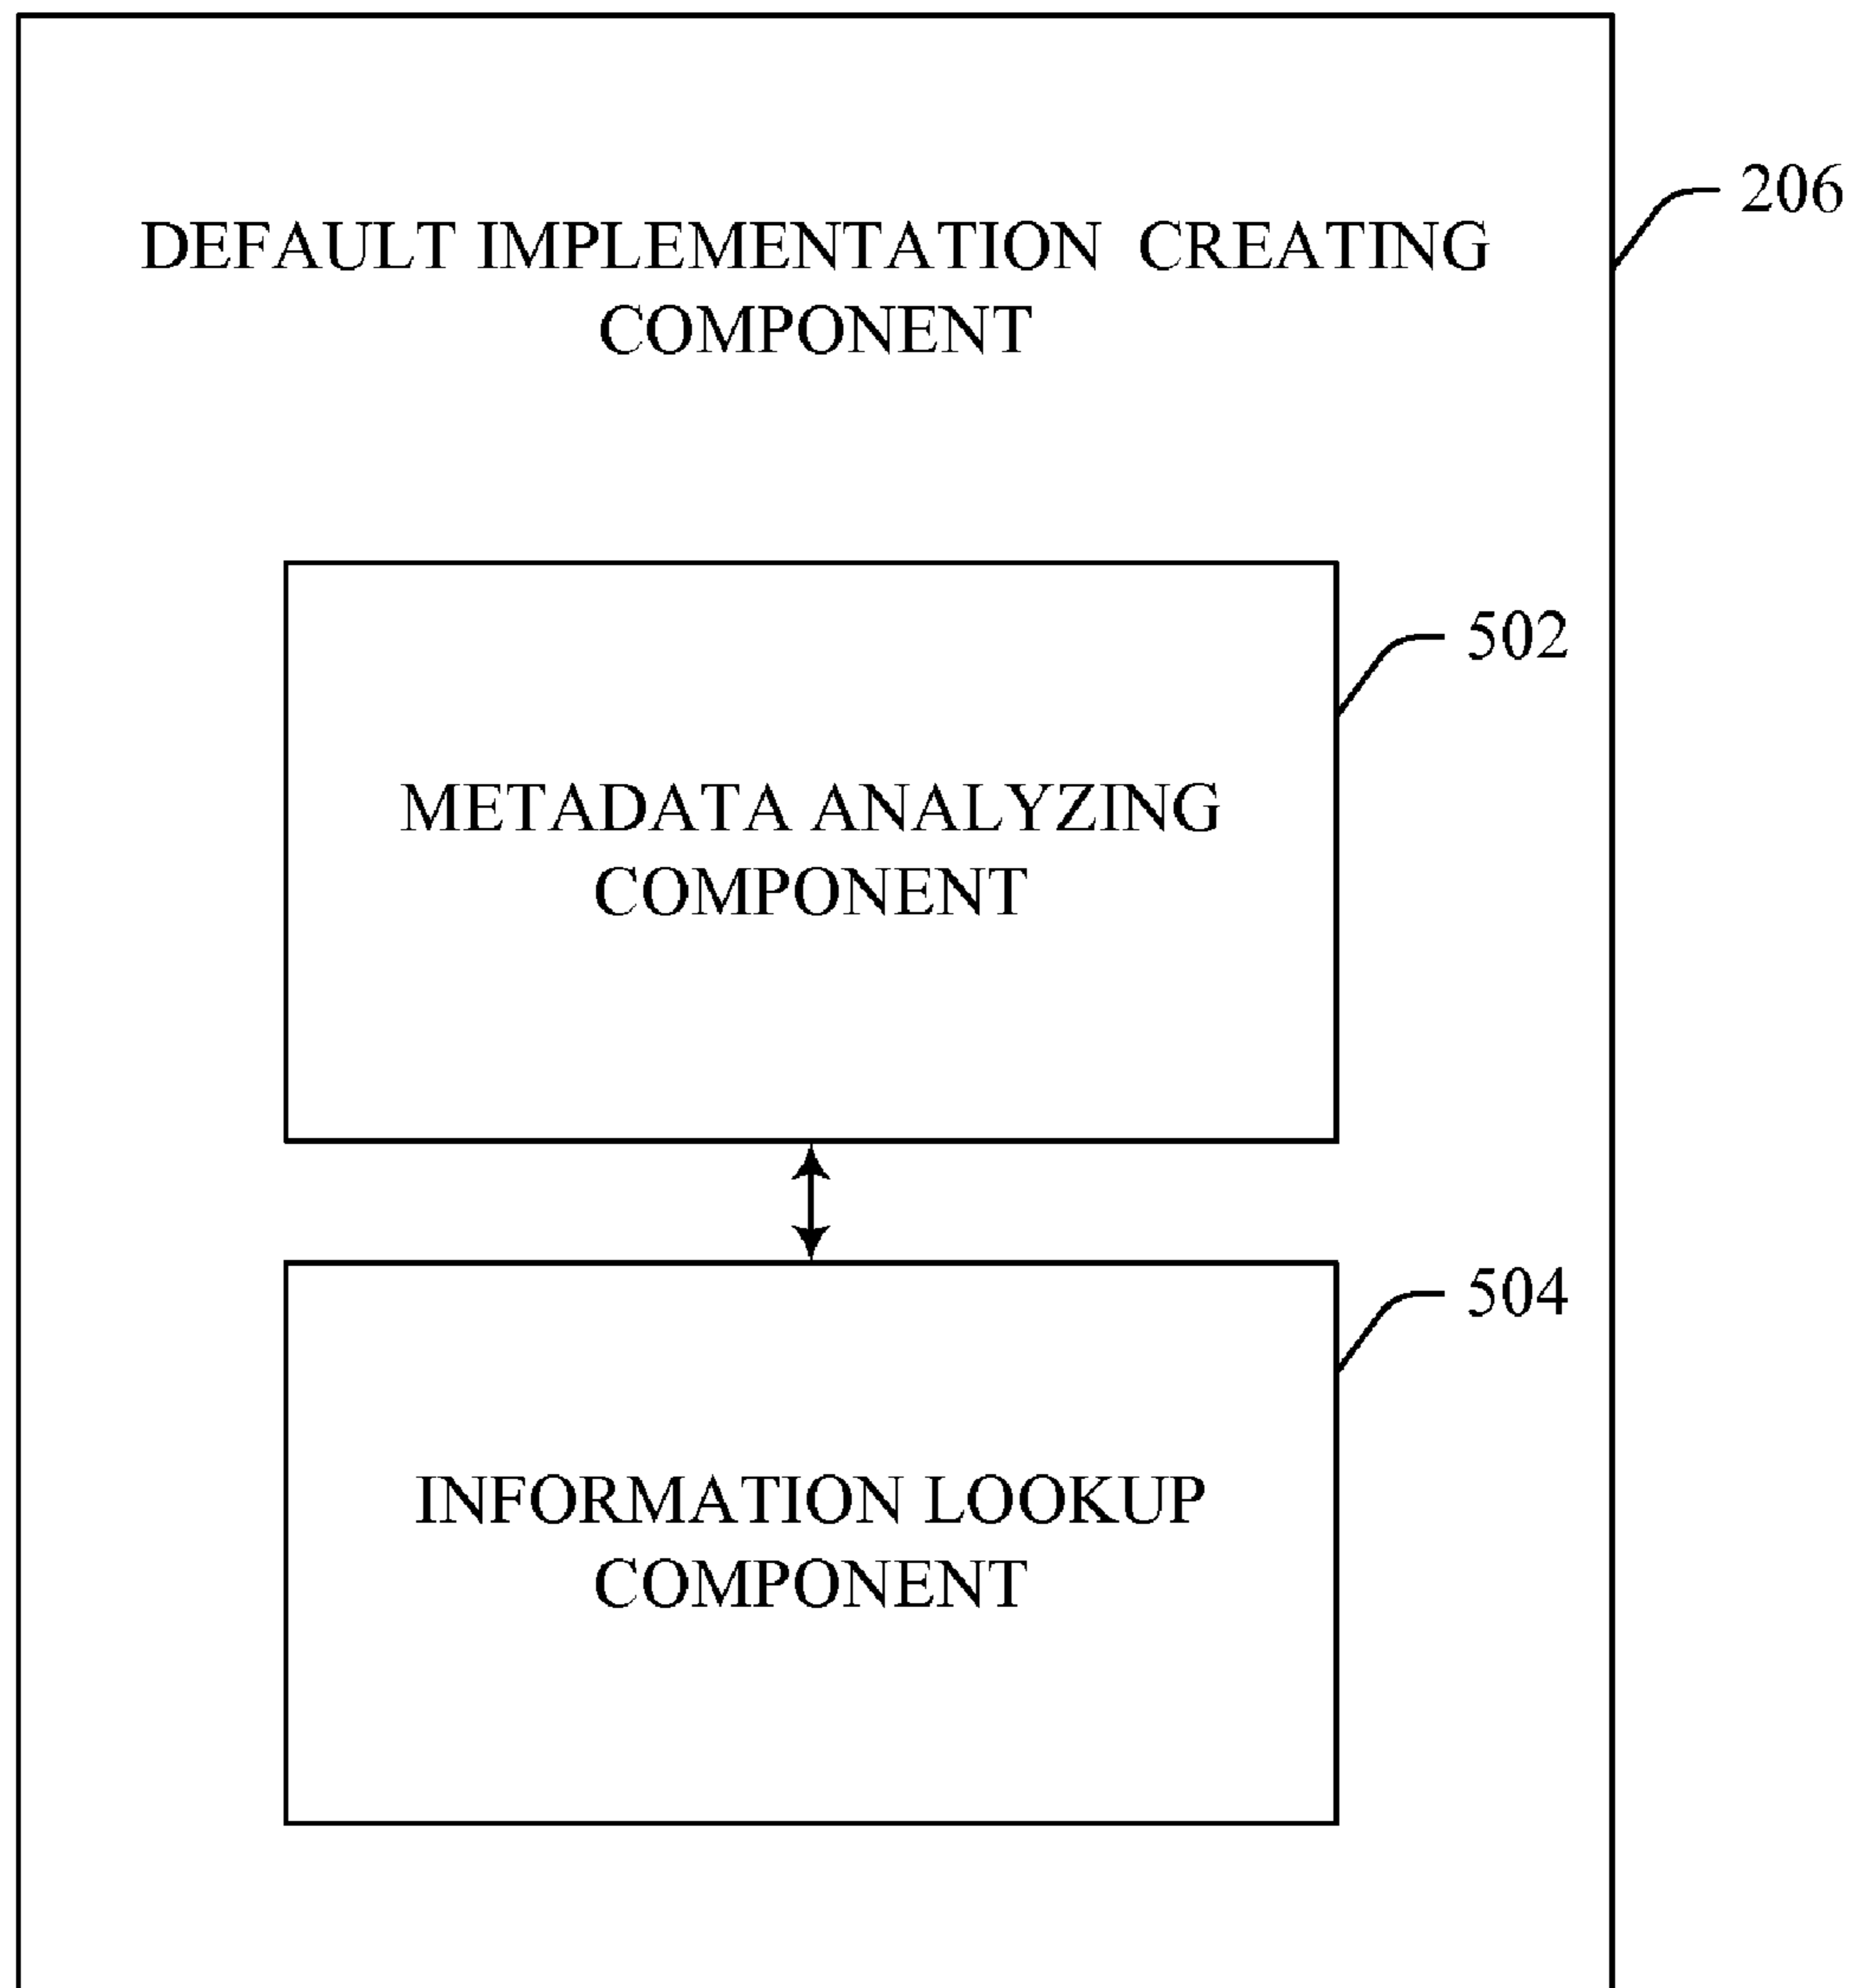 206
DEFAULT IMPLEMENTATION CREATING
COMPONENT
502
METADATA ANALYZING
COMPONENT
504
INFORMATION LOOKUP
COMPONENT